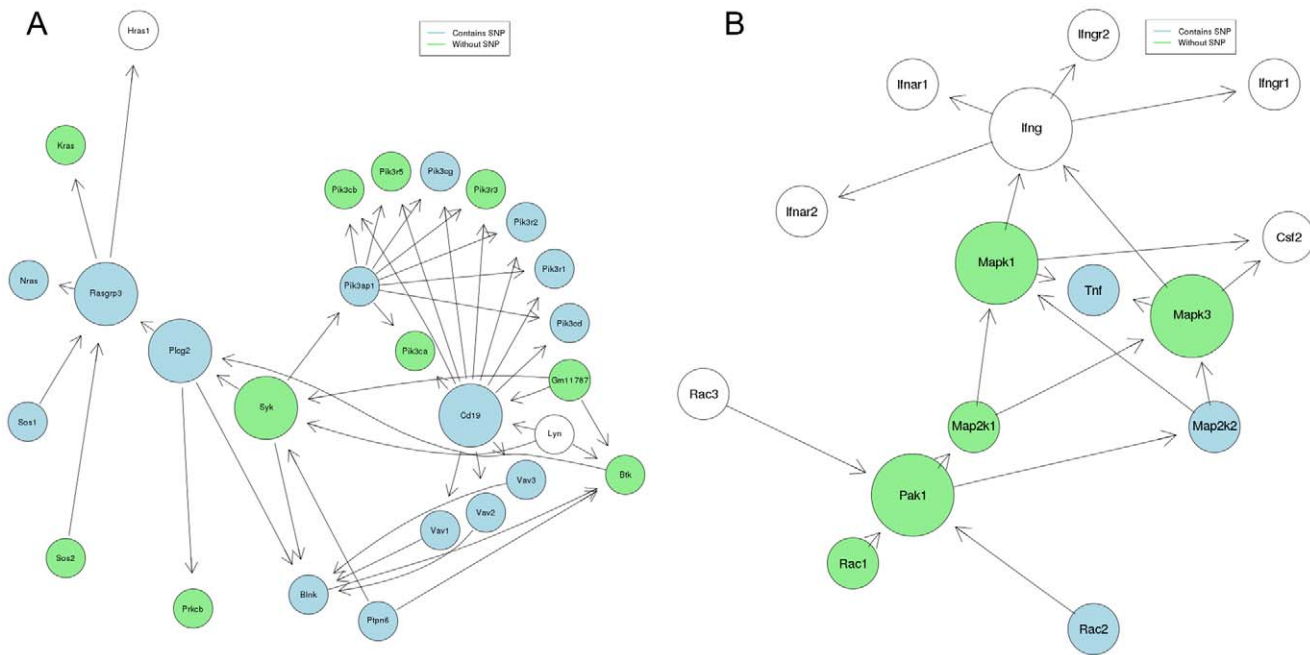 A
Contains SNP
Without SNP
Hras1
Kras
Pik3cb
Pik3r5
Pik3cg
Pik3r3
Pik3r2
Pik3r1
Pik3cd
Nras
Rasgrp3
Pik3ap1
Plcg2
Pik3ca
Gm11787
Syk
Cd19
Lyn
Sos1
Btk
Vav3
Vav2
Vav1
Sos2
Blnk
Prkcb
Ptpn6
B
Contains SNP
Without SNP
Ifngr2
Ifnar1
Ifngr1
Ifng
Ifnar2
Csf2
Mapk1
Tnf
Mapk3
Rac3
Map2k1
Map2k2
Pak1
Rac1
Rac2